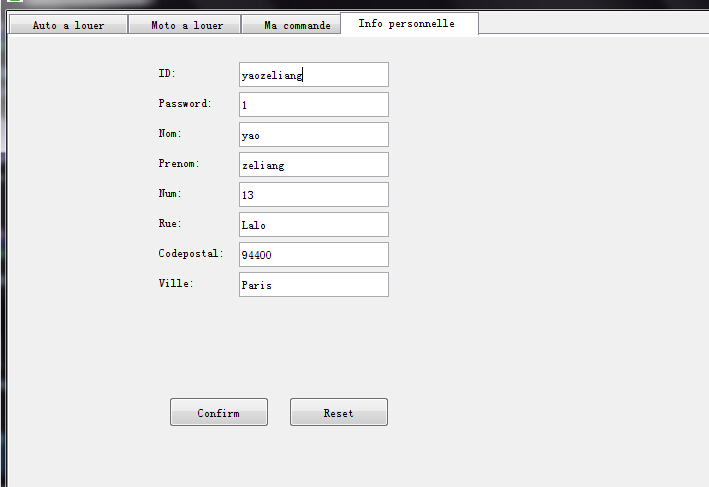 Auto a louer Moto a louer Ma commande Info personnelle
ID: yaozeliang
Password: 1
Nom: yao
Prenom: zeliang
Num: 13
Rue: Lalo
Codepostal: 94400
Ville: Paris
Confirm Reset